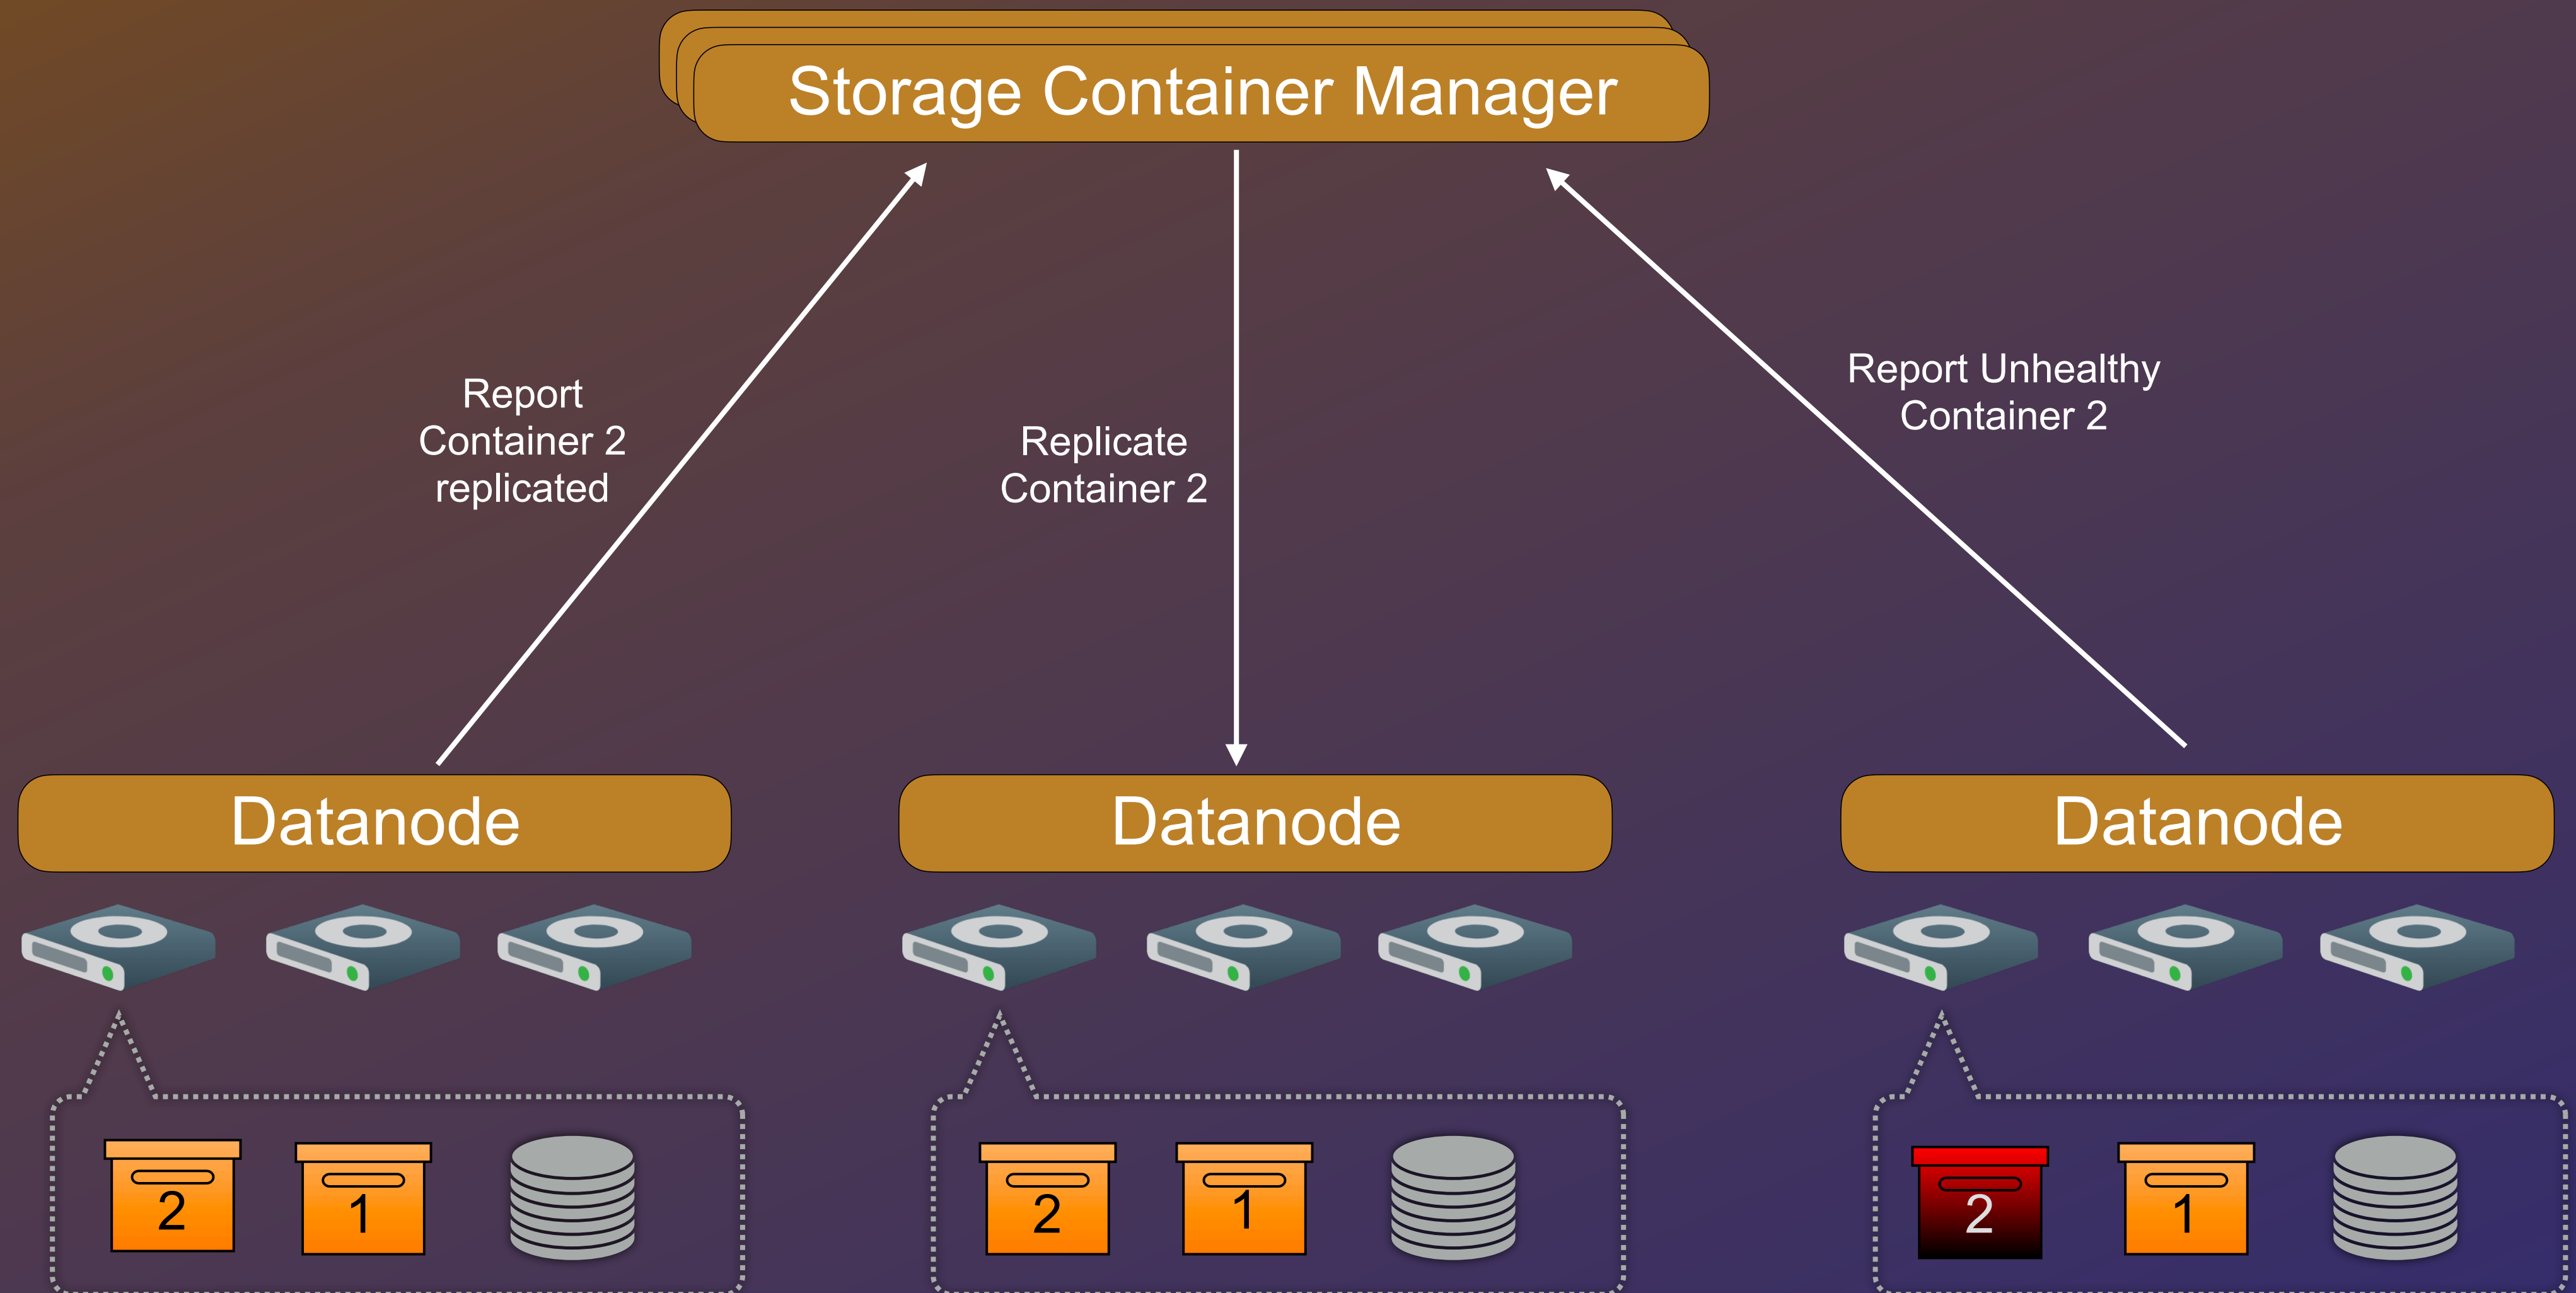 Storage Container Manager
Report
Container 2
replicated
Replicate
Container 2
Report Unhealthy
Container 2
Datanode
Datanode
Datanode
2
1
2
1
2
1